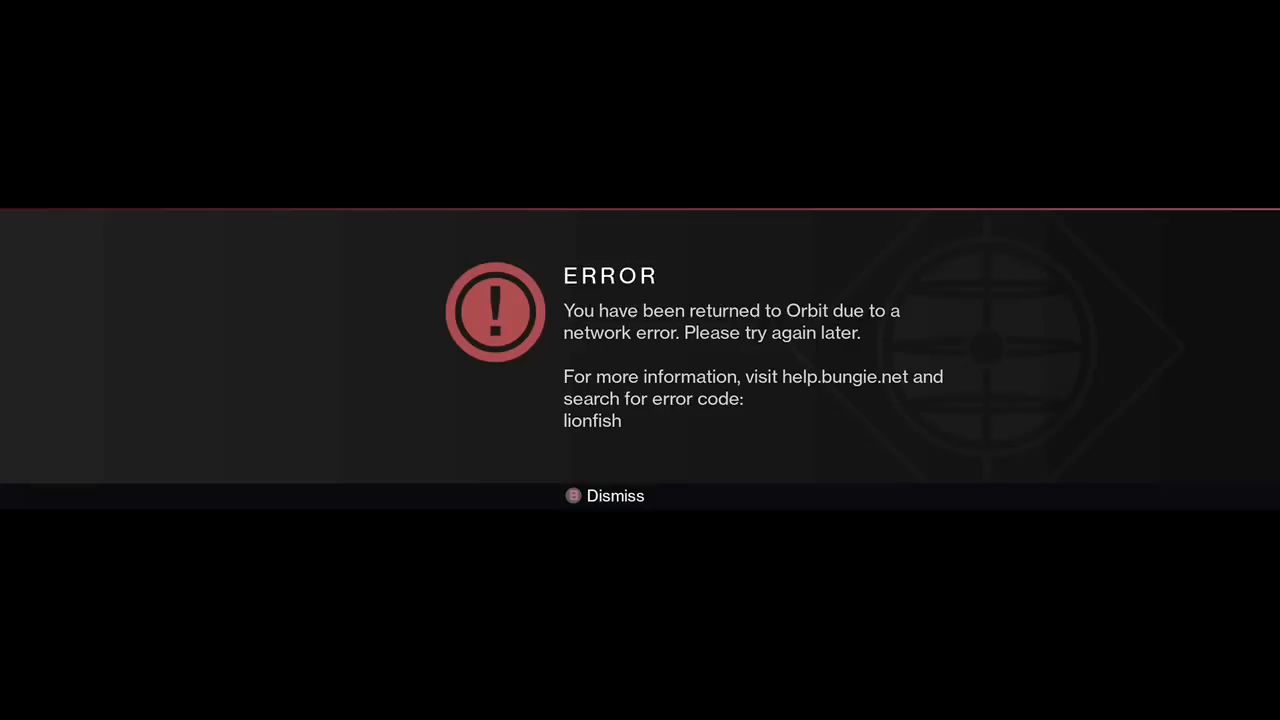 ERROR
You have been returned to Orbit due to a
network error. Please try again later.
For more information, visit help.bungie.net and
search for error code:
lionfish
B Dismiss